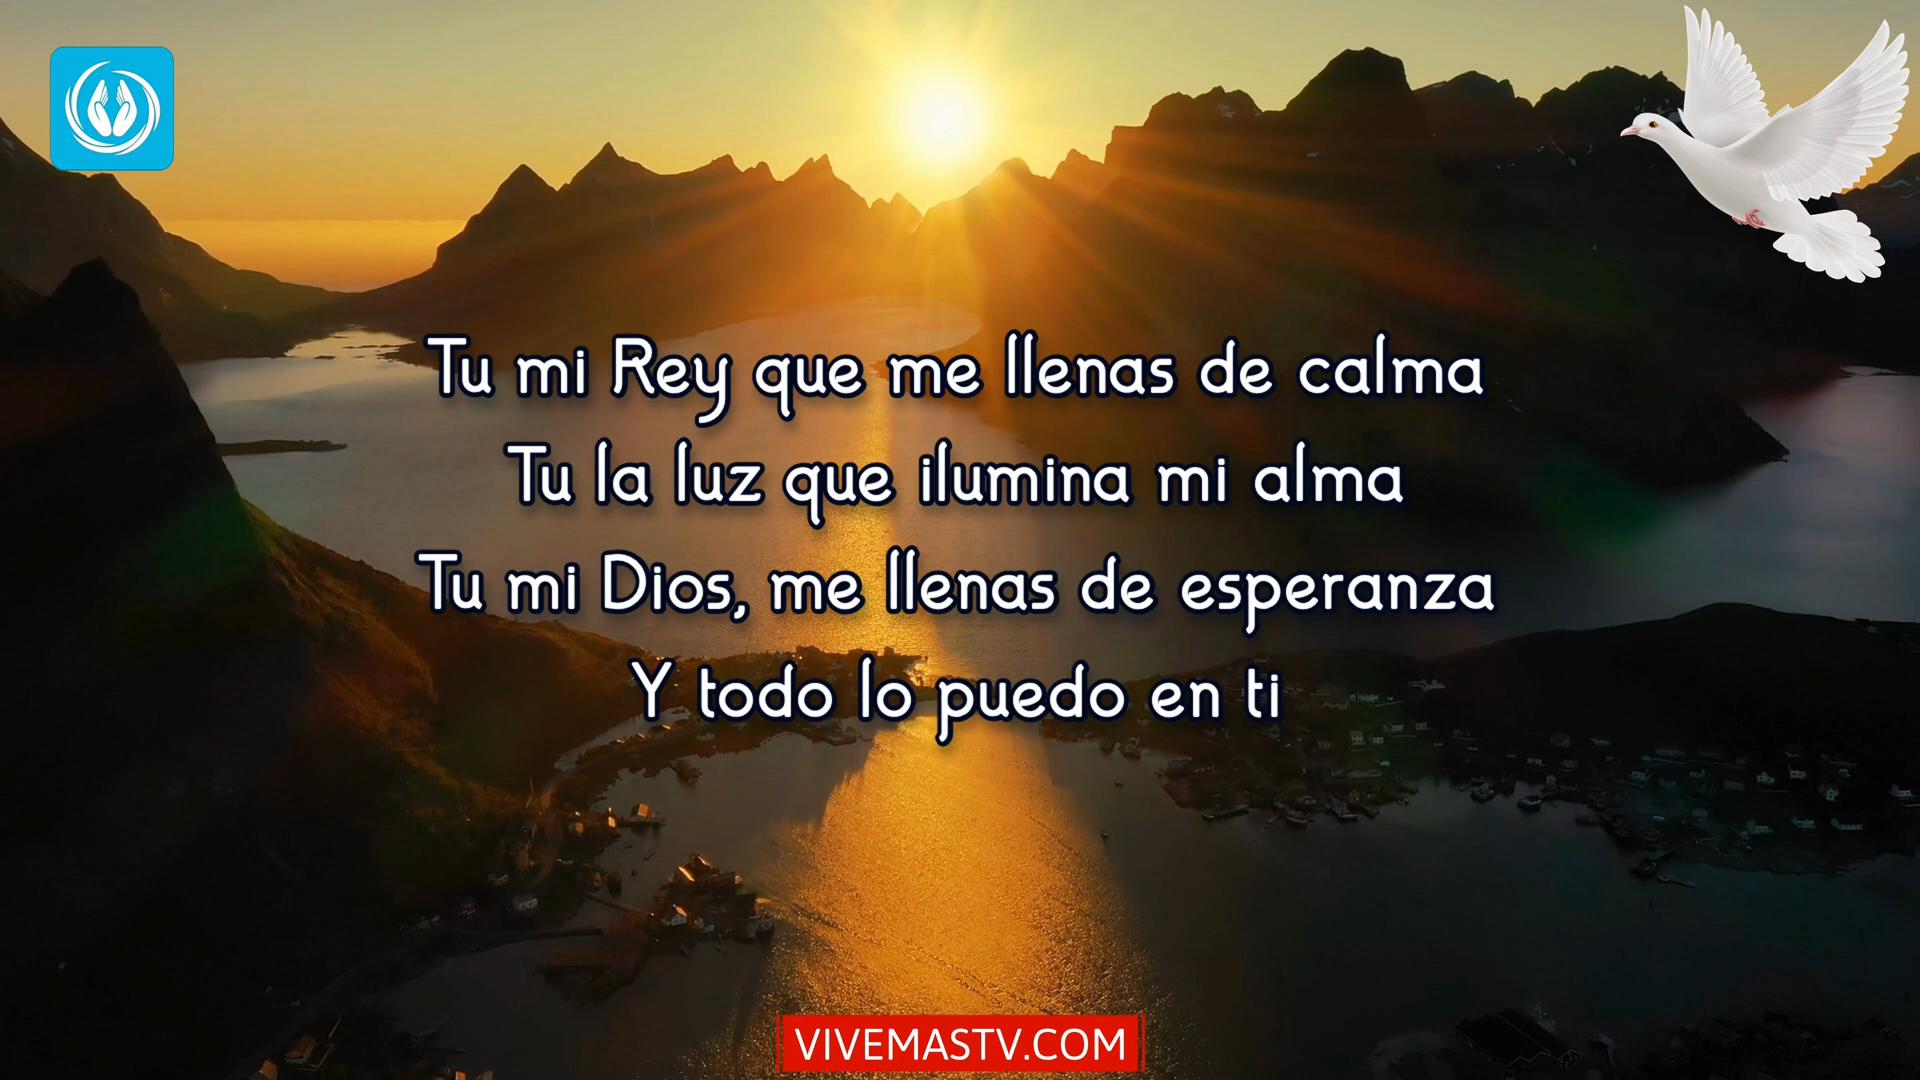 Tu mi Rey que me llenas de calma
Tu la luz que ilumina mi alma
Tu mi Dios, me llenas de esperanza
Y todo lo puedo en ti
VIVEMASTV.COM